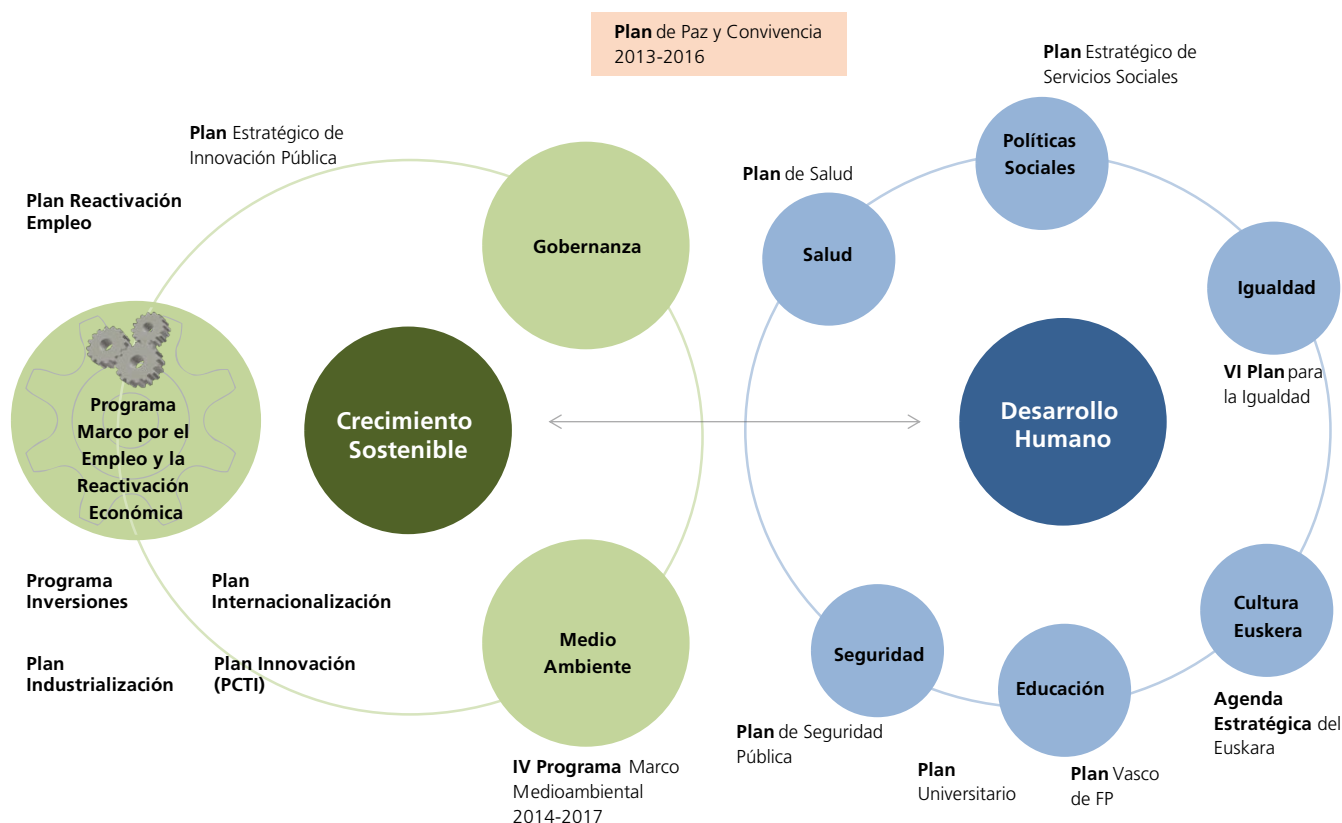 Plan de Paz y Convivencia
2013-2016
Plan Estratégico de
Innovación Pública
Plan Reactivación
Empleo
Gobernanza
Programa
Marco por el
Empleo y la
Reactivación
Económica
Crecimiento
Sostenible
Programa
Inversiones
Plan
Internacionalización
Plan
Industrialización
Plan Innovación
(PCTI)
Medio
Ambiente
IV Programa Marco
Medioambiental
2014-2017
Plan Estratégico de
Servicios Sociales
Políticas
Sociales
Plan de Salud
Salud
Igualdad
VI Plan para
la Igualdad
Desarrollo
Humano
Cultura
Euskera
Agenda
Estratégica del
Euskara
Seguridad
Plan de Seguridad
Pública
Educación
Plan
Universitario
Plan Vasco
de FP